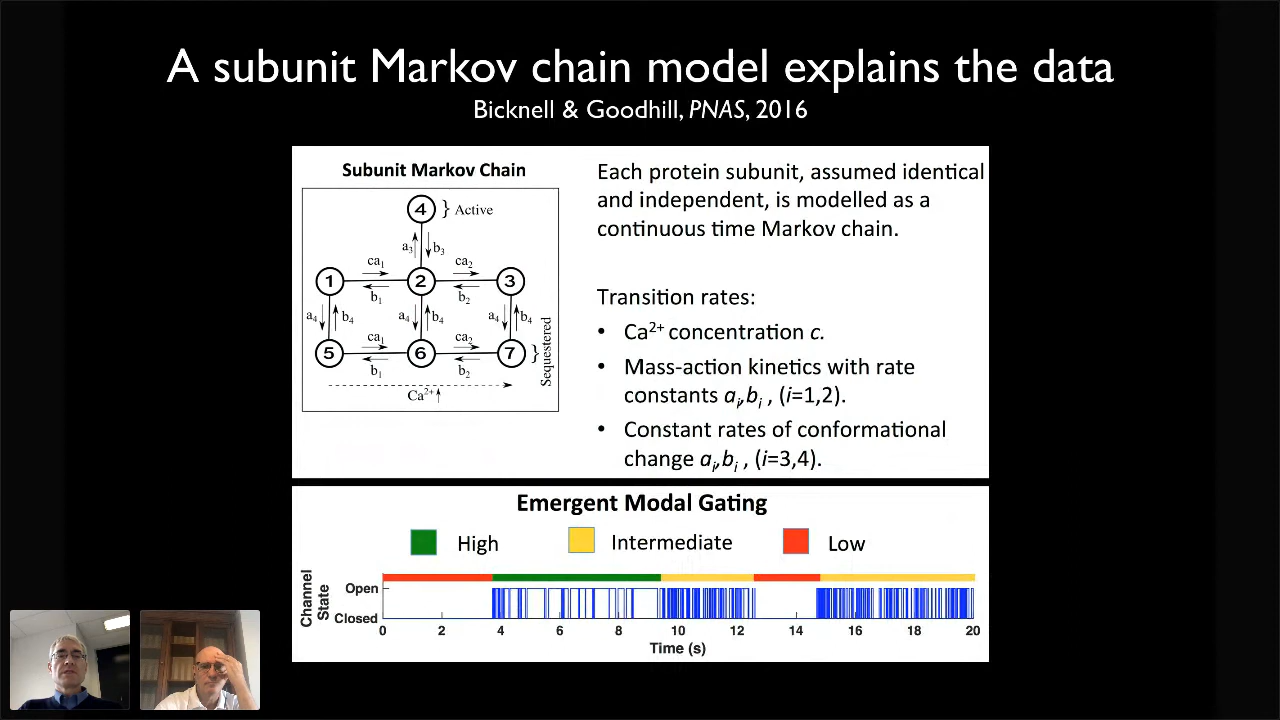 A subunit Markov chain model explains the data
Bicknell & Goodhill, PNAS, 2016
Subunit Markov Chain
4 } Active
a₃ b₃
ca₁ ca₂
1 2 3
b₁ b₂
a₄ b₄ a₄ b₄ a₄ b₄
ca₁ ca₂
5 6 7 } Sequestered
b₁ b₂
Ca²⁺↑
Each protein subunit, assumed identical
and independent, is modelled as a
continuous time Markov chain.
Transition rates:
• Ca²⁺ concentration c.
• Mass-action kinetics with rate
constants aᵢ,bᵢ , (i=1,2).
• Constant rates of conformational
change aᵢ,bᵢ , (i=3,4).
Emergent Modal Gating
High Intermediate Low
Channel
State
Open
Closed
0 2 4 6 8 10 12 14 16 18 20
Time (s)